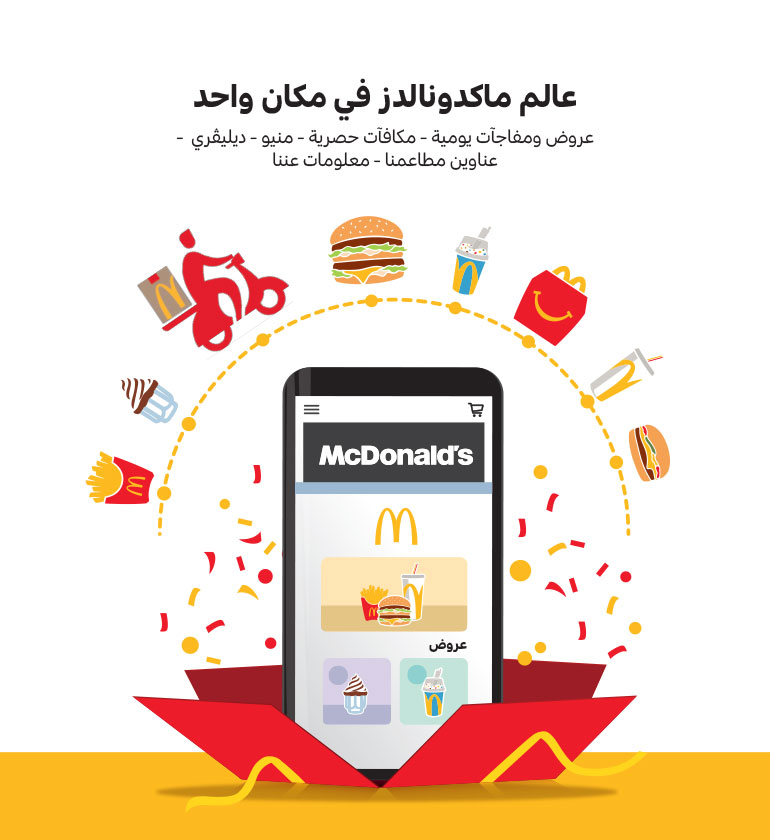 عالم ماكدونالدز في مكان واحد
عروض ومفاجآت يومية - مكافآت حصرية - منيو - ديليڤري -
عناوين مطاعمنا - معلومات عننا
McDonald's
عروض